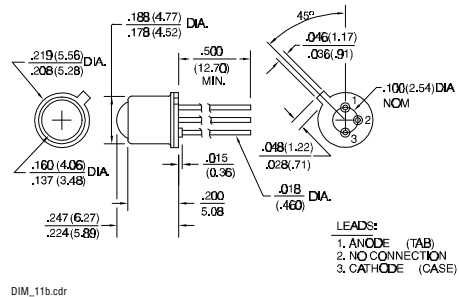 .188 (4.77) DIA.
.178 (4.52)
.219 (5.56) DIA.
.208 (5.28)
.500
(12.70)
MIN.
45°
.046(1.17)
.036(.91)
.100(2.54)DIA
NOM
1
2
3
.160 (4.06) DIA.
.137 (3.48)
.048(1.22)
.028(.71)
.015
(0.36)
.200
5.08
.018 DIA.
(.460)
.247 (6.27)
.224 (5.89)
LEADS:
1. ANODE (TAB)
2. NO CONNECTION
3. CATHODE (CASE)
DIM_11b.cdr